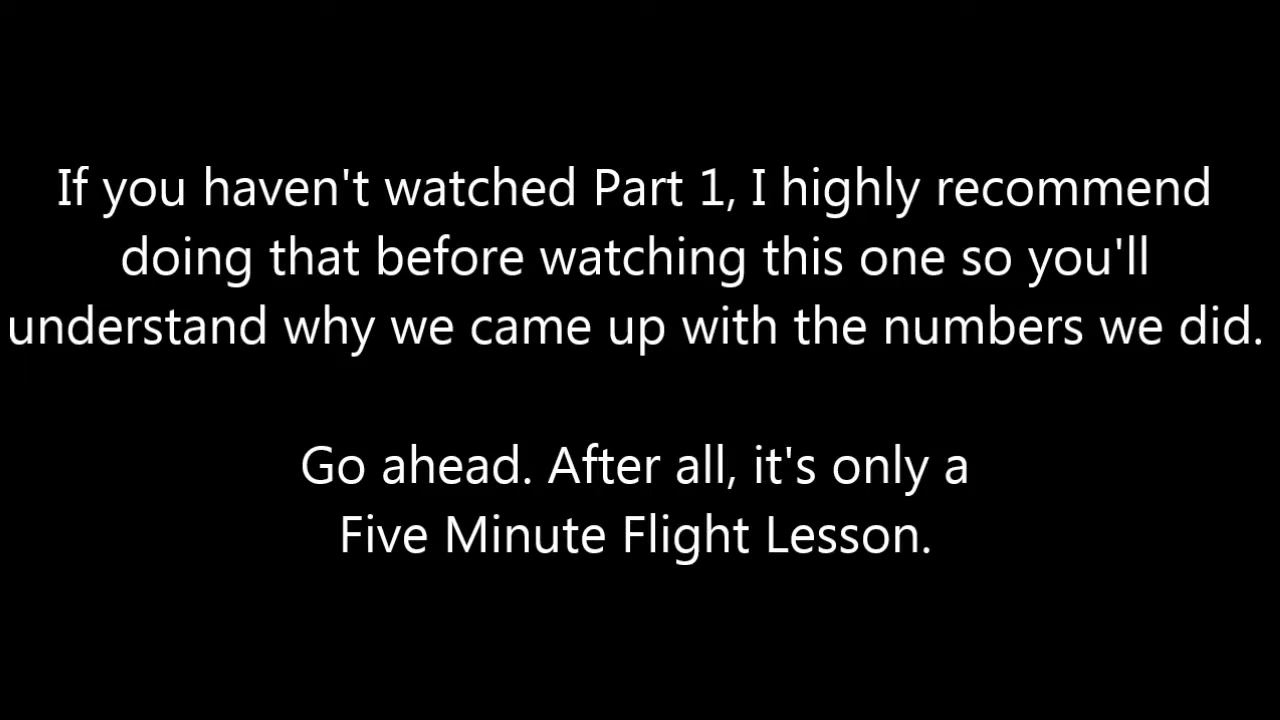 If you haven't watched Part 1, I highly recommend
doing that before watching this one so you'll
understand why we came up with the numbers we did.
Go ahead. After all, it's only a
Five Minute Flight Lesson.